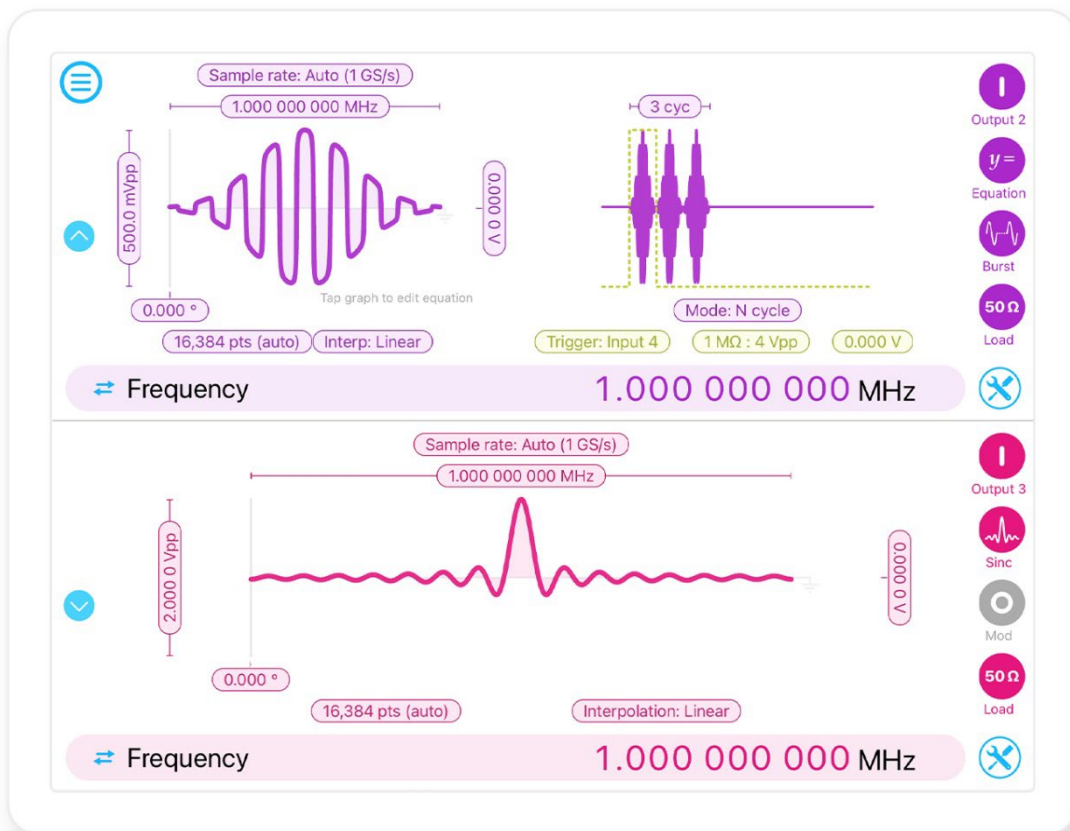 Sample rate: Auto (1 GS/s)
1.000 000 000 MHz
3 cyc
Output 2
500.0 mVpp
0.000 0 V
y =
Equation
Burst
Tap graph to edit equation
0.000 °
Mode: N cycle
50 Ω
Load
16,384 pts (auto)
Interp: Linear
Trigger: Input 4
1 MΩ : 4 Vpp
0.000 V
Frequency
1.000 000 000 MHz
Sample rate: Auto (1 GS/s)
1.000 000 000 MHz
Output 3
2.000 0 Vpp
0.000 0 V
Sinc
Mod
0.000 °
50 Ω
Load
16,384 pts (auto)
Interpolation: Linear
Frequency
1.000 000 000 MHz